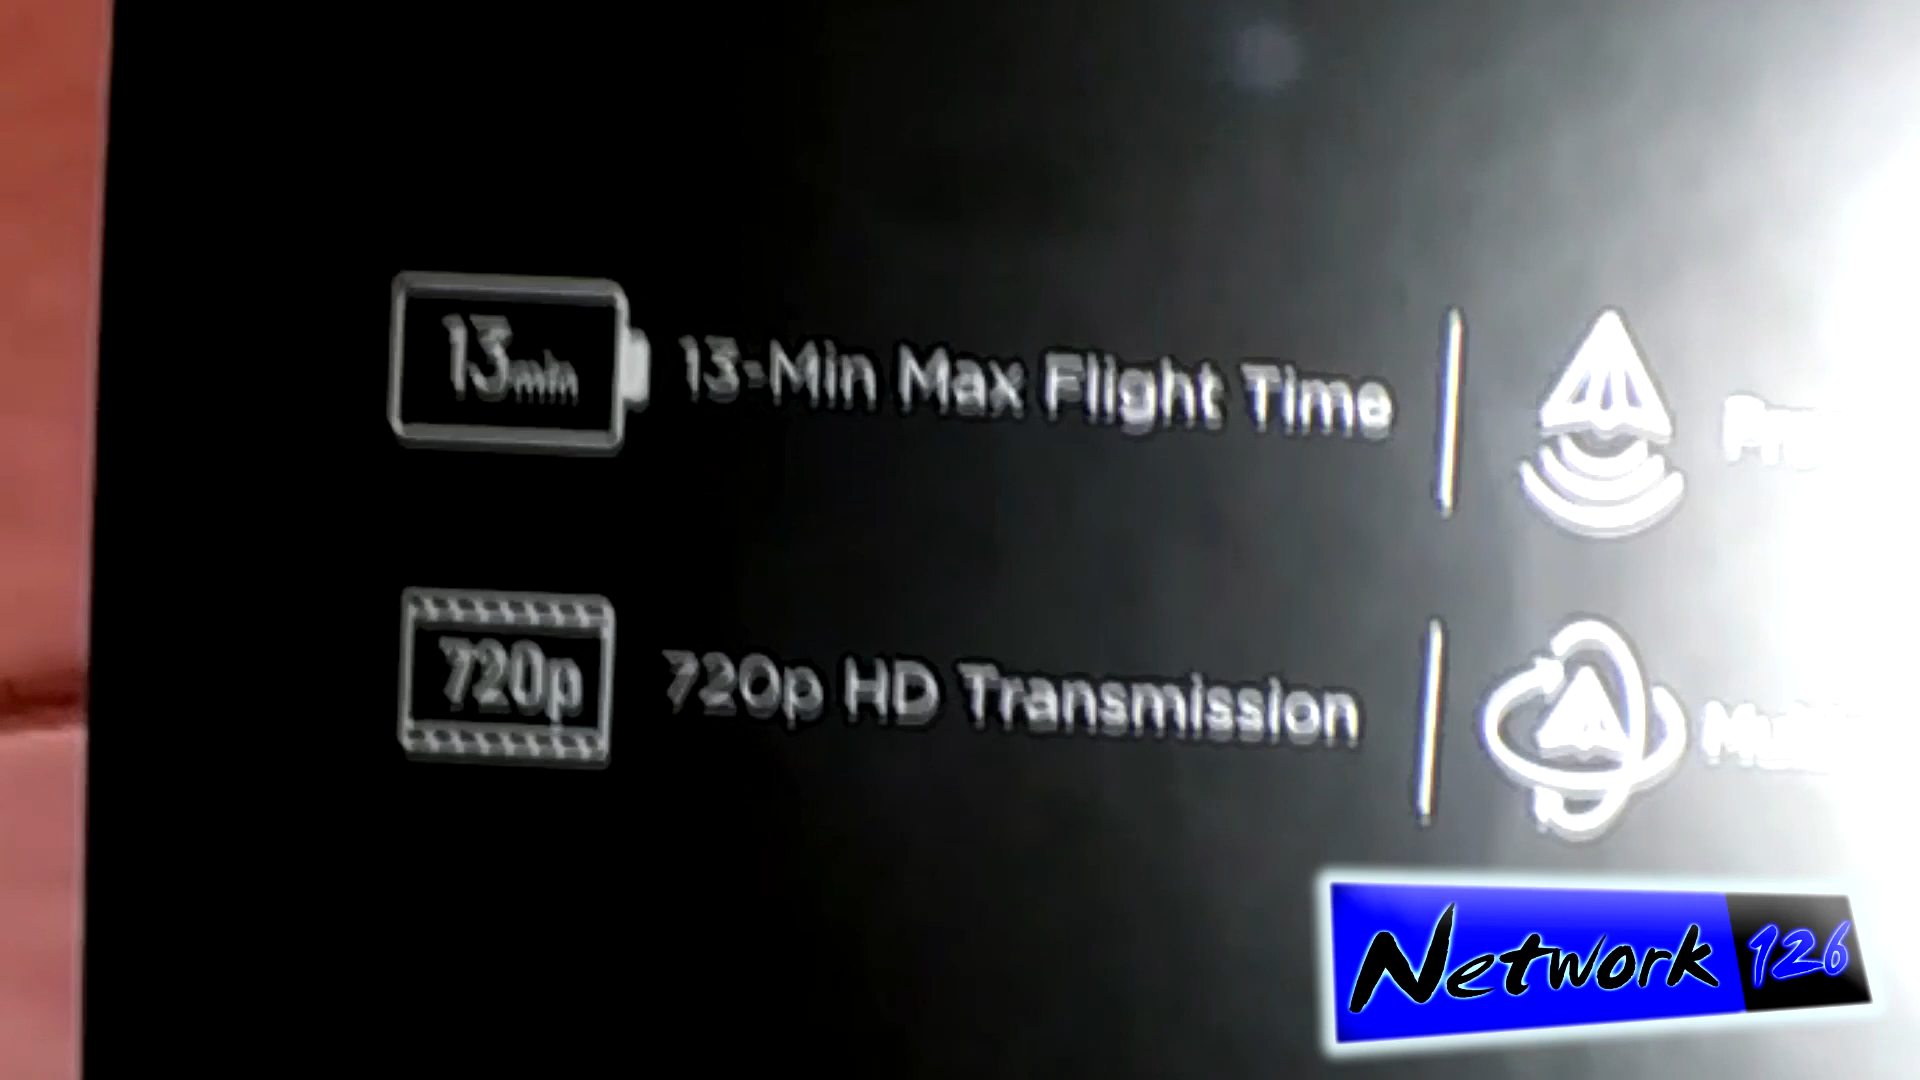 13min
13-Min Max Flight Time
720p
720p HD Transmission
Network 126